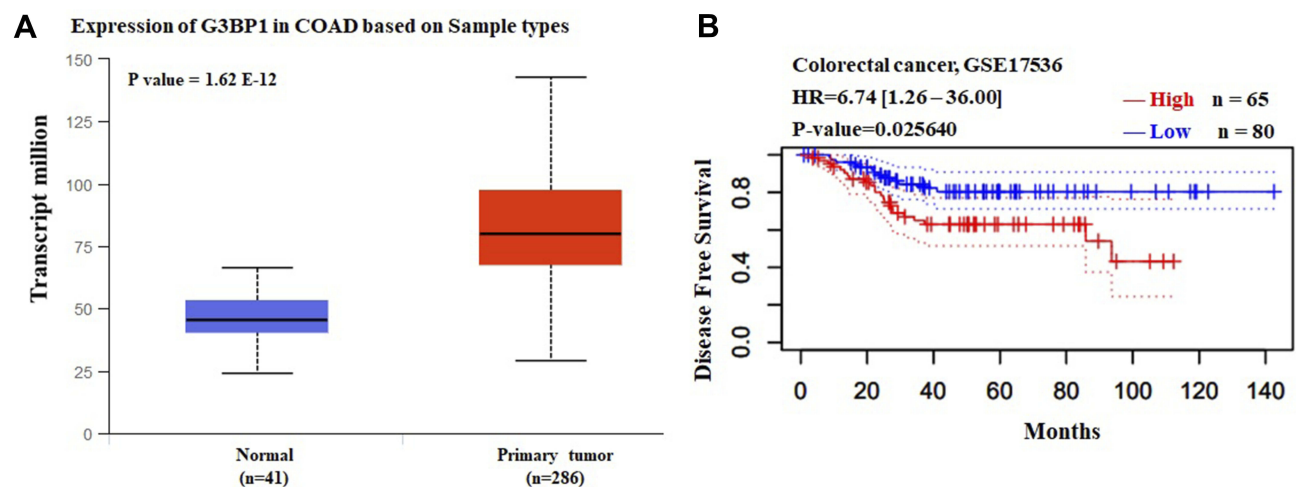 A
Expression of G3BP1 in COAD based on Sample types
P value = 1.62 E-12
Transcript million
150
125
100
75
50
25
0
Normal
(n=41)
Primary tumor
(n=286)
B
Colorectal cancer, GSE17536
HR=6.74 [1.26 – 36.00]
P-value=0.025640
High n = 65
Low n = 80
Disease Free Survival
0.8
0.4
0.0
0 20 40 60 80 100 120 140
Months